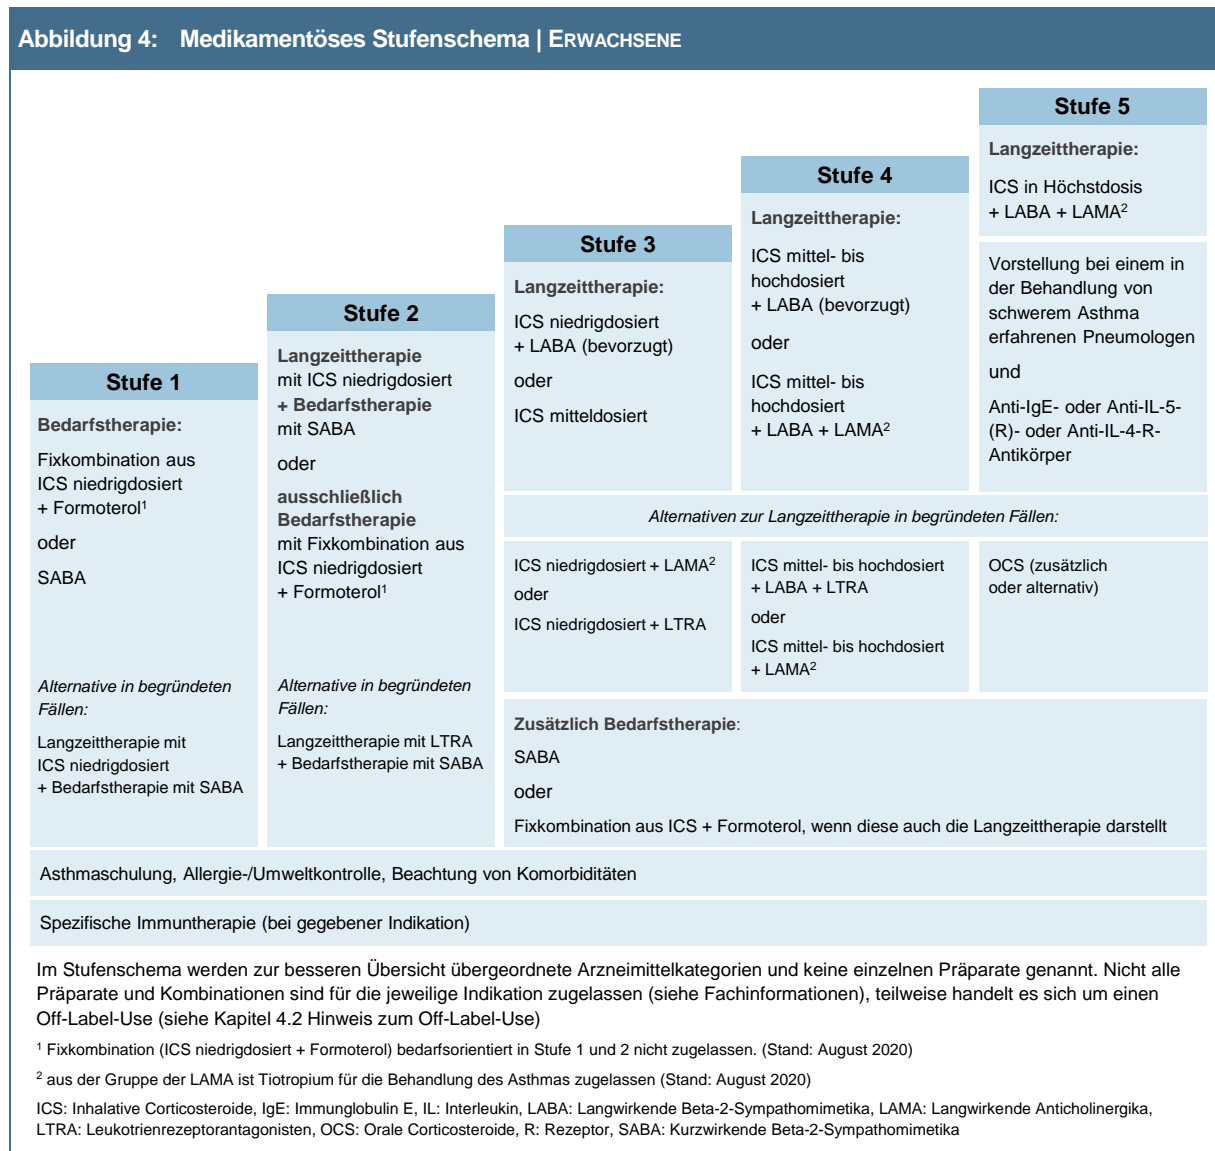 Abbildung 4: Medikamentöses Stufenschema | ERWACHSENE
Stufe 1
Bedarfstherapie:
Fixkombination aus
ICS niedrigdosiert
+ Formoterol¹
oder
SABA
Alternative in begründeten
Fällen:
Langzeittherapie mit
ICS niedrigdosiert
+ Bedarfstherapie mit SABA
Stufe 2
Langzeittherapie
mit ICS niedrigdosiert
+ Bedarfstherapie
mit SABA
oder
ausschließlich
Bedarfstherapie
mit Fixkombination aus
ICS niedrigdosiert
+ Formoterol¹
Alternative in begründeten
Fällen:
Langzeittherapie mit LTRA
+ Bedarfstherapie mit SABA
Stufe 3
Langzeittherapie:
ICS niedrigdosiert
+ LABA (bevorzugt)
oder
ICS mitteldosiert
Stufe 4
Langzeittherapie:
ICS mittel- bis
hochdosiert
+ LABA (bevorzugt)
oder
ICS mittel- bis
hochdosiert
+ LABA + LAMA²
Stufe 5
Langzeittherapie:
ICS in Höchstdosis
+ LABA + LAMA²
Vorstellung bei einem in
der Behandlung von
schwerem Asthma
erfahrenen Pneumologen
und
Anti-IgE- oder Anti-IL-5-
(R)- oder Anti-IL-4-R-
Antikörper
Alternativen zur Langzeittherapie in begründeten Fällen:
ICS niedrigdosiert + LAMA²
oder
ICS niedrigdosiert + LTRA
ICS mittel- bis hochdosiert
+ LABA + LTRA
oder
ICS mittel- bis hochdosiert
+ LAMA²
OCS (zusätzlich
oder alternativ)
Zusätzlich Bedarfstherapie:
SABA
oder
Fixkombination aus ICS + Formoterol, wenn diese auch die Langzeittherapie darstellt
Asthmaschulung, Allergie-/Umweltkontrolle, Beachtung von Komorbiditäten
Spezifische Immuntherapie (bei gegebener Indikation)
Im Stufenschema werden zur besseren Übersicht übergeordnete Arzneimittelkategorien und keine einzelnen Präparate genannt. Nicht alle
Präparate und Kombinationen sind für die jeweilige Indikation zugelassen (siehe Fachinformationen), teilweise handelt es sich um einen
Off-Label-Use (siehe Kapitel 4.2 Hinweis zum Off-Label-Use)
¹ Fixkombination (ICS niedrigdosiert + Formoterol) bedarfsorientiert in Stufe 1 und 2 nicht zugelassen. (Stand: August 2020)
² aus der Gruppe der LAMA ist Tiotropium für die Behandlung des Asthmas zugelassen (Stand: August 2020)
ICS: Inhalative Corticosteroide, IgE: Immunglobulin E, IL: Interleukin, LABA: Langwirkende Beta-2-Sympathomimetika, LAMA: Langwirkende Anticholinergika,
LTRA: Leukotrienrezeptorantagonisten, OCS: Orale Corticosteroide, R: Rezeptor, SABA: Kurzwirkende Beta-2-Sympathomimetika